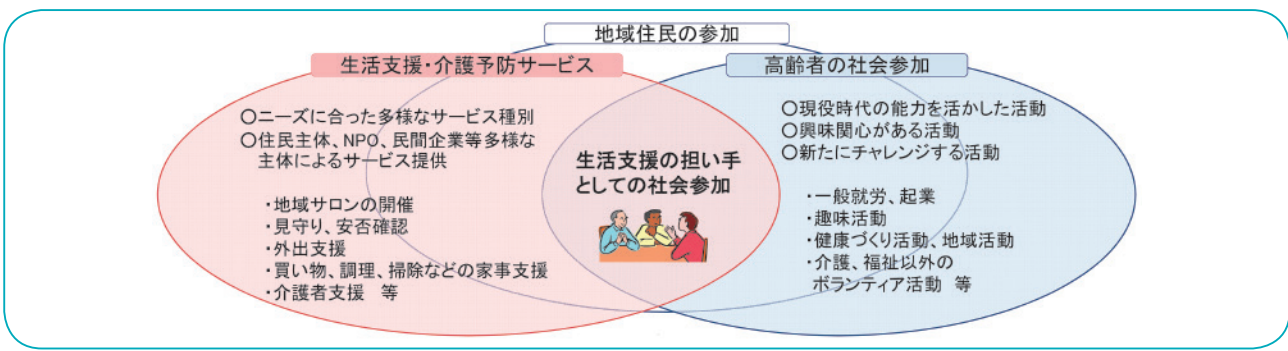 地域住民の参加
生活支援・介護予防サービス
○ニーズに合った多様なサービス種別
○住民主体、NPO、民間企業等多様な
主体によるサービス提供
・地域サロンの開催
・見守り、安否確認
・外出支援
・買い物、調理、掃除などの家事支援
・介護者支援 等
生活支援の担い手
としての社会参加
高齢者の社会参加
○現役時代の能力を活かした活動
○興味関心がある活動
○新たにチャレンジする活動
・一般就労、起業
・趣味活動
・健康づくり活動、地域活動
・介護、福祉以外の
ボランティア活動 等